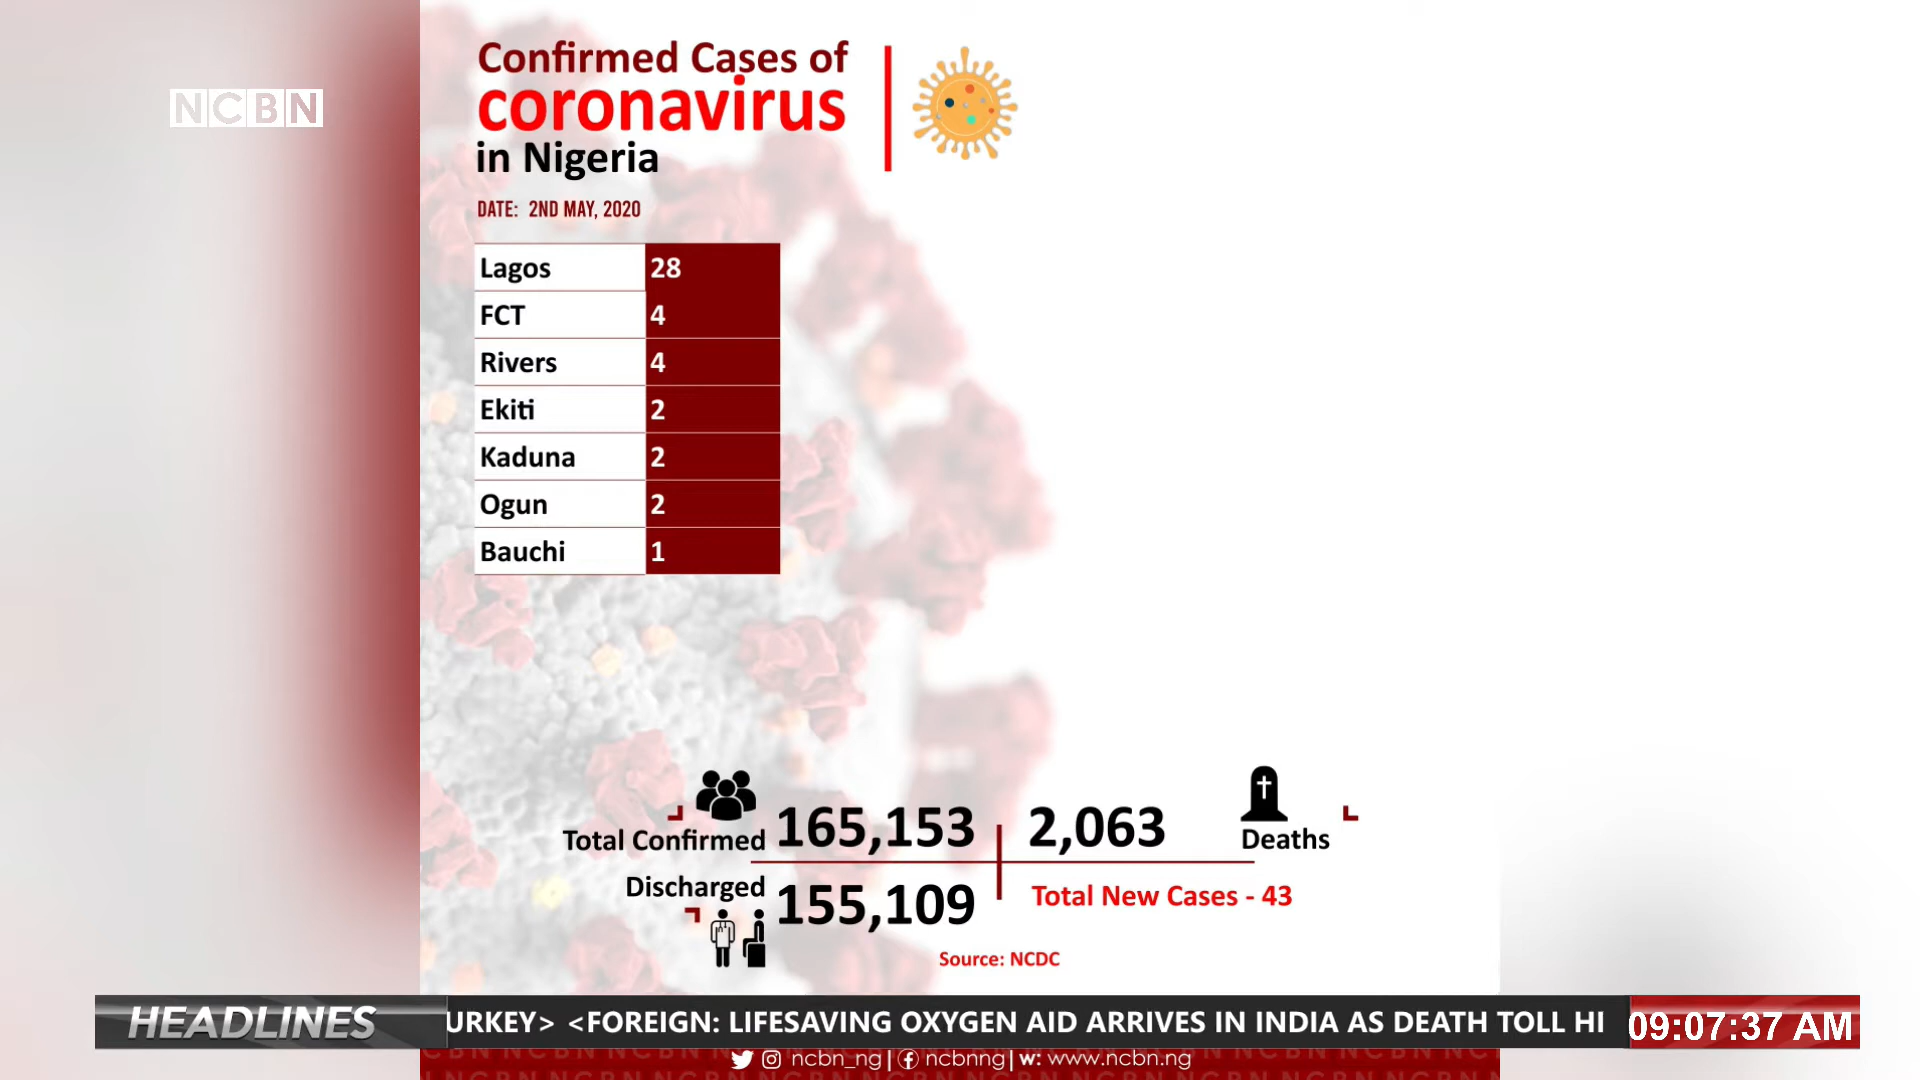 NCBN
Confirmed Cases of
coronavirus
in Nigeria
DATE: 2ND MAY, 2020
Lagos 28
FCT 4
Rivers 4
Ekiti 2
Kaduna 2
Ogun 2
Bauchi 1
Total Confirmed 165,153
2,063 Deaths
Discharged 155,109
Total New Cases - 43
Source: NCDC
HEADLINES URKEY> <FOREIGN: LIFESAVING OXYGEN AID ARRIVES IN INDIA AS DEATH TOLL HI 09:07:37 AM
ncbn_ng| ncbnng| w: www.ncbn.ng